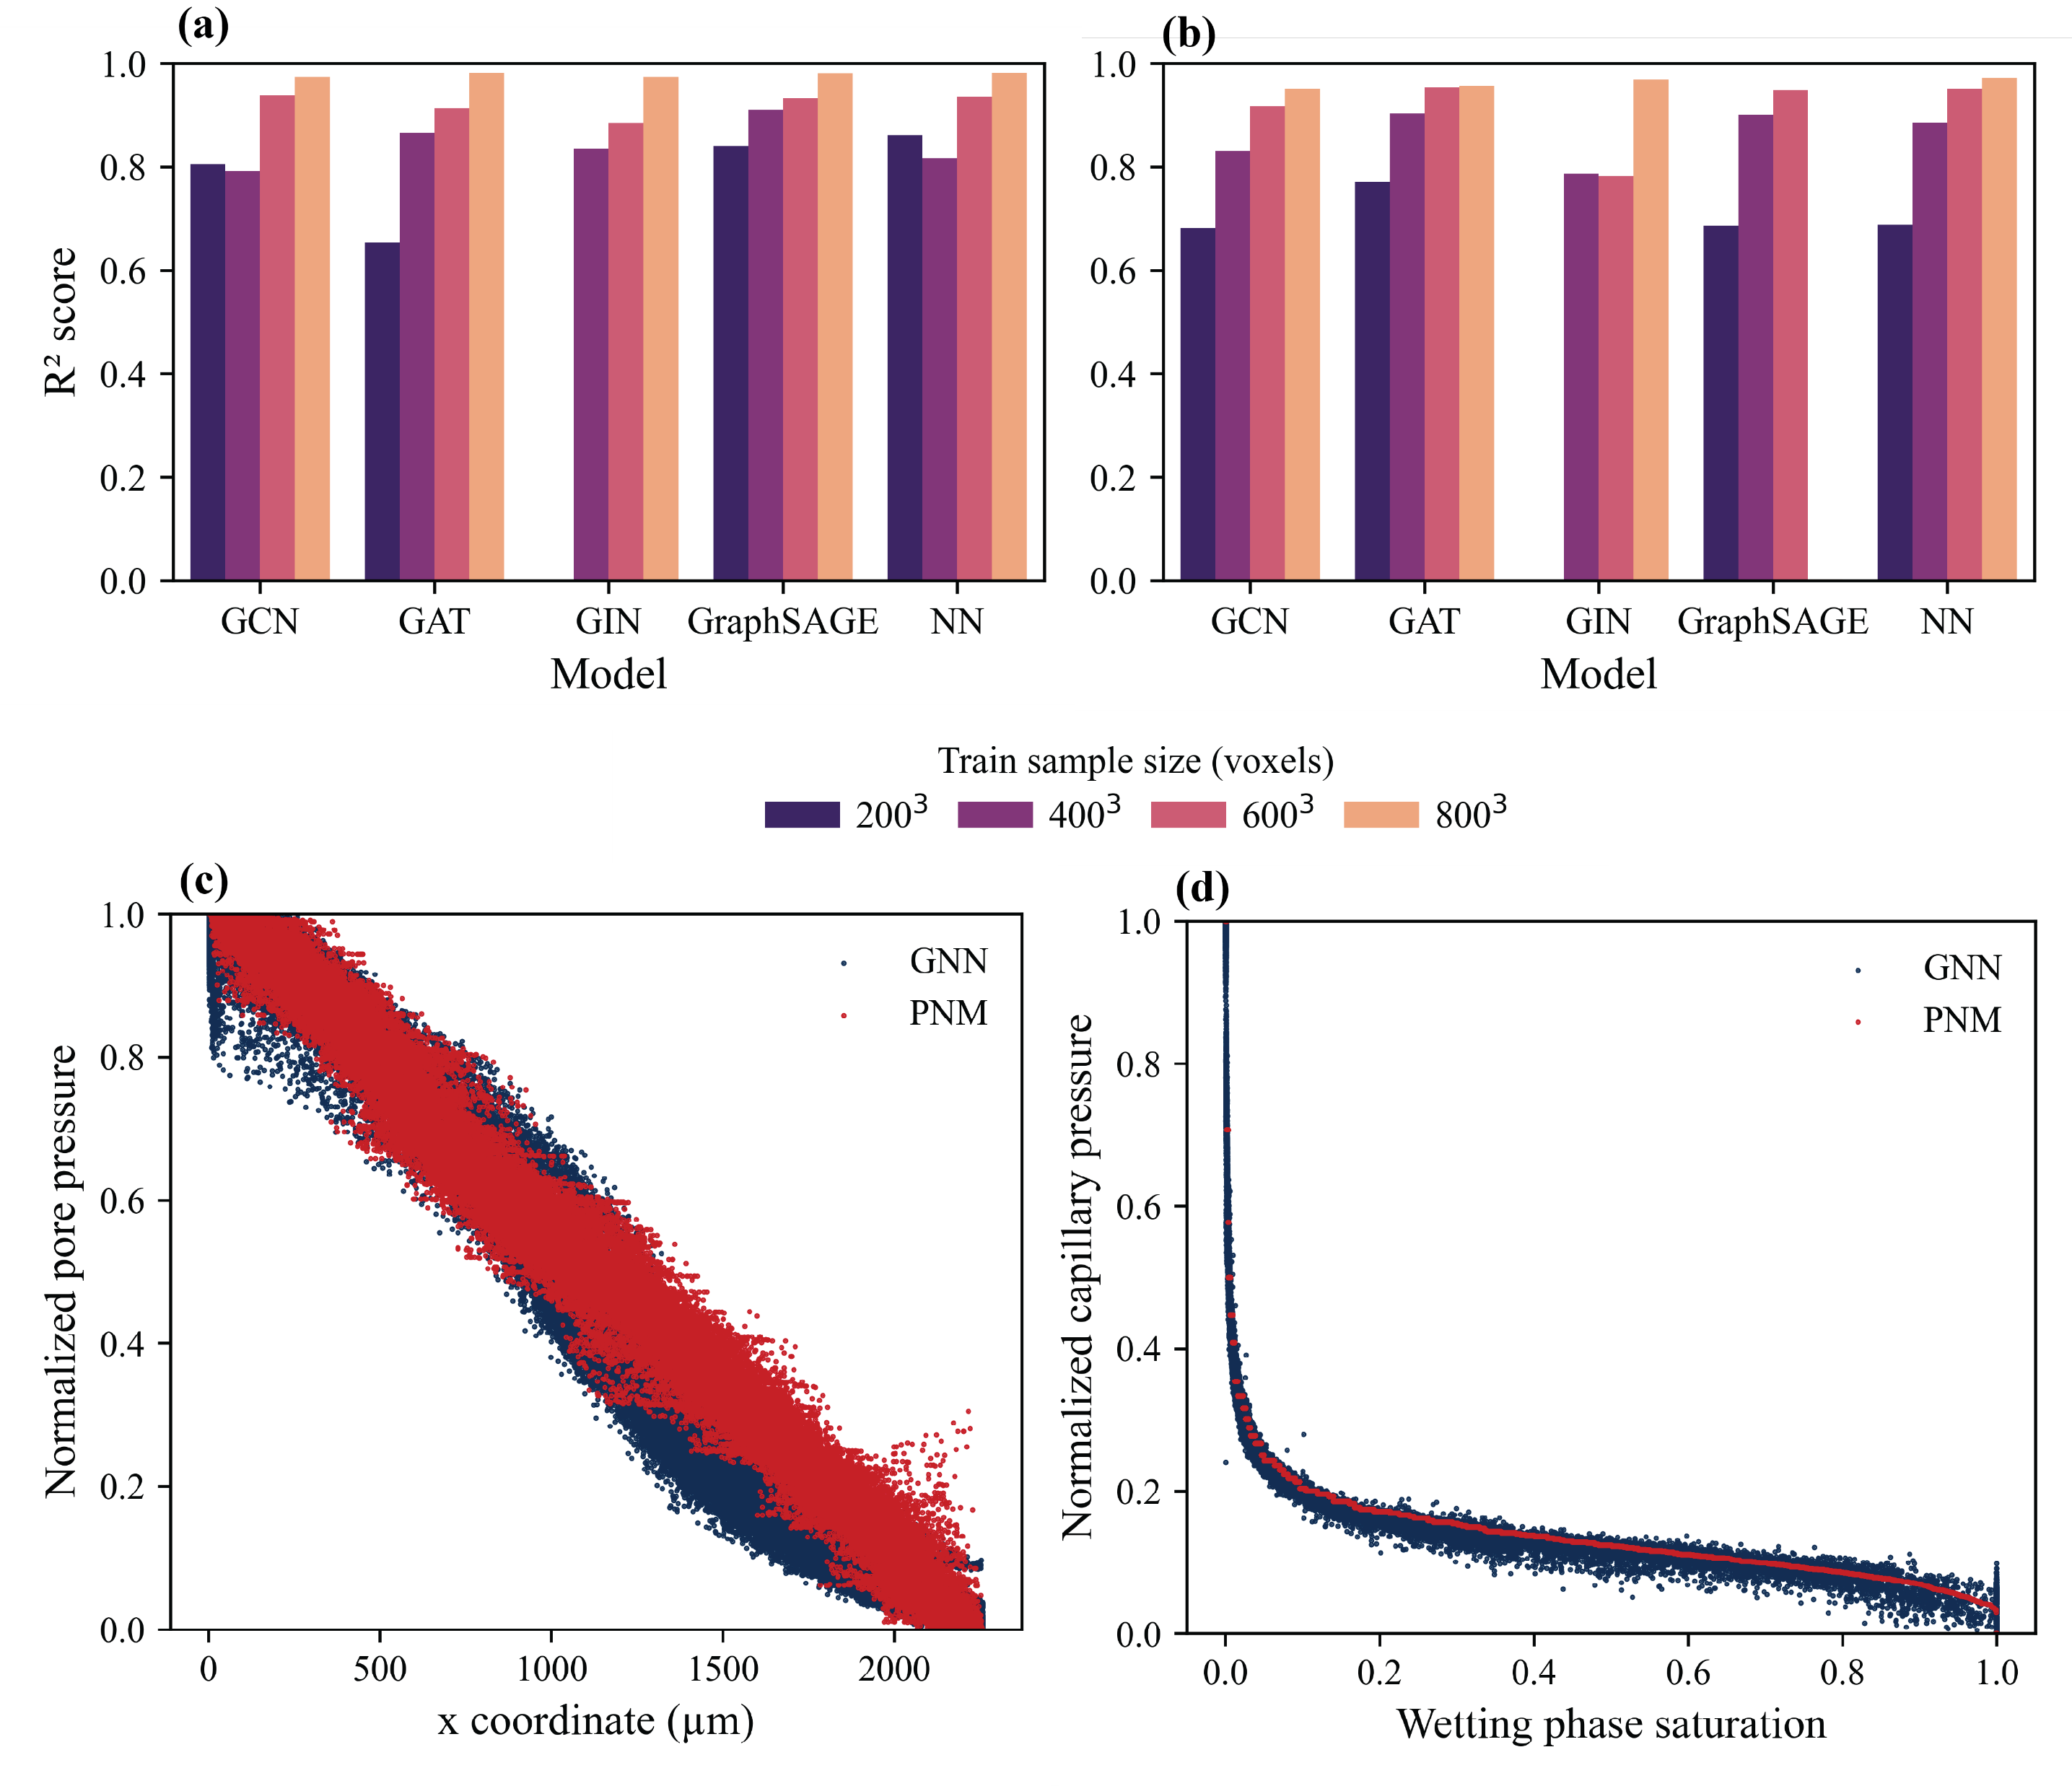 (a)
(b)
1.0
0.8
0.6
0.4
0.2
0.0
R² score
GCN GAT GIN GraphSAGE NN
Model
1.0
0.8
0.6
0.4
0.2
0.0
GCN GAT GIN GraphSAGE NN
Model
Train sample size (voxels)
200³ 400³ 600³ 800³
(c)
1.0
0.8
0.6
0.4
0.2
0.0
Normalized pore pressure
GNN
PNM
0 500 1000 1500 2000
x coordinate (µm)
(d)
1.0
0.8
0.6
0.4
0.2
0.0
Normalized capillary pressure
GNN
PNM
0.0 0.2 0.4 0.6 0.8 1.0
Wetting phase saturation